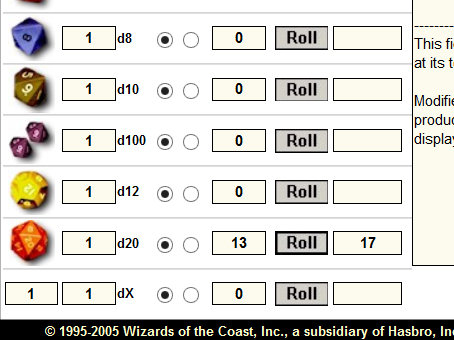 1 d8 0 Roll
This fi
at its t
1 d10 0 Roll
Modifie
produc
display
1 d100 0 Roll
1 d12 0 Roll
1 d20 13 Roll 17
1 1 dX 0 Roll
© 1995-2005 Wizards of the Coast, Inc., a subsidiary of Hasbro, In